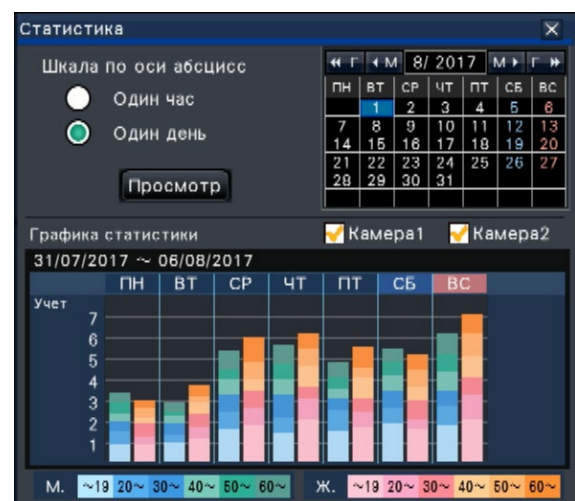 Статистика
Шкала по оси абсцисс
Один час
Один день
Просмотр
Г М 8/ 2017 М Г
ПН ВТ СР ЧТ ПТ СБ ВС
1 2 3 4 5 6
7 8 9 10 11 12 13
14 15 16 17 18 19 20
21 22 23 24 25 26 27
28 29 30 31
Графика статистики
Камера1 Камера2
31/07/2017 ~ 06/08/2017
ПН ВТ СР ЧТ ПТ СБ ВС
Учет
7
6
5
4
3
2
1
М. ~19 20~ 30~ 40~ 50~ 60~ Ж. ~19 20~ 30~ 40~ 50~ 60~